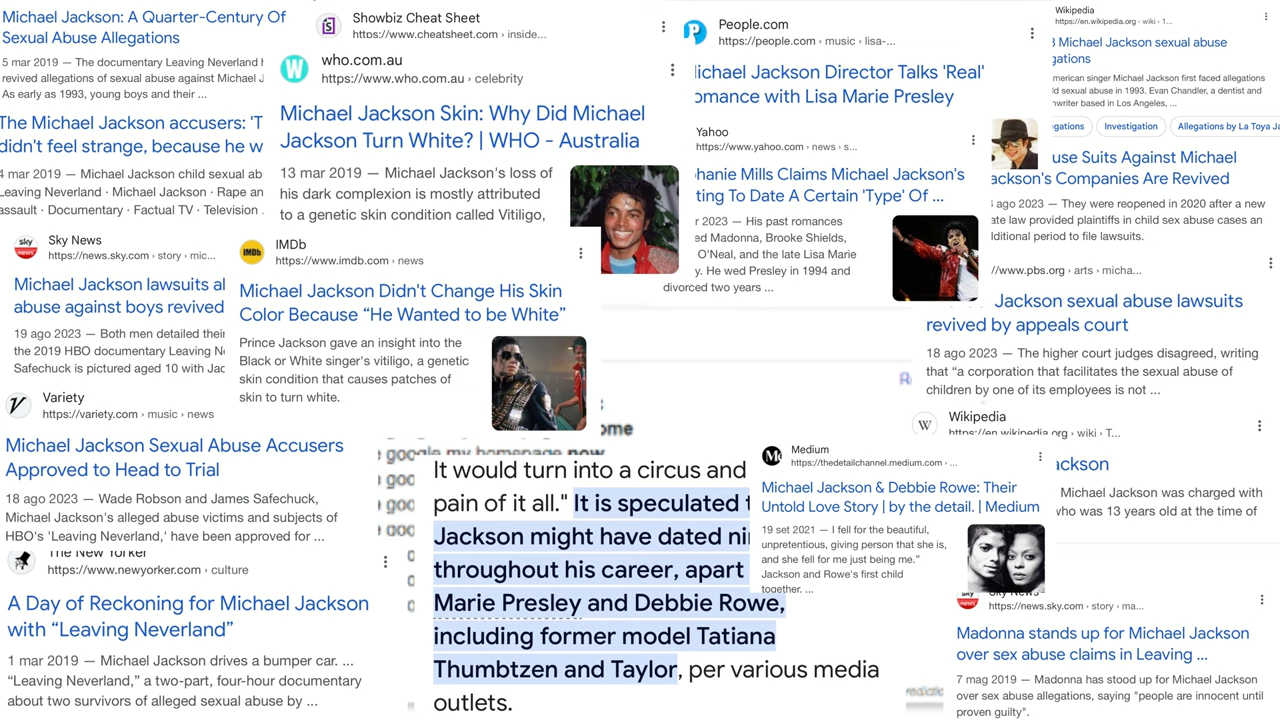 Michael Jackson: A Quarter-Century Of
Sexual Abuse Allegations
5 mar 2019 — The documentary Leaving Neverland
revived allegations of sexual abuse against Michael J
As early as 1993, young boys and their ...
The Michael Jackson accusers: 'T
didn't feel strange, because he w
4 mar 2019 — Michael Jackson child sexual ab
Leaving Neverland · Michael Jackson · Rape an
assault · Documentary · Factual TV · Television
sky news
Sky News
https://news.sky.com › story › mic...
Michael Jackson lawsuits al
abuse against boys revived
19 ago 2023 — Both men detailed their
the 2019 HBO documentary Leaving Ne
Safechuck is pictured aged 10 with Jac
Variety
https://variety.com › music › news
Michael Jackson Sexual Abuse Accusers
Approved to Head to Trial
18 ago 2023 — Wade Robson and James Safechuck,
Michael Jackson's alleged abuse victims and subjects of
HBO's 'Leaving Neverland,' have been approved for ...
The New Yorker
https://www.newyorker.com › culture
A Day of Reckoning for Michael Jackson
with “Leaving Neverland”
1 mar 2019 — Michael Jackson drives a bumper car. ...
“Leaving Neverland,” a two-part, four-hour documentary
about two survivors of alleged sexual abuse by ...
Showbiz Cheat Sheet
https://www.cheatsheet.com › inside...
who.com.au
https://www.who.com.au › celebrity
Michael Jackson Skin: Why Did Michael
Jackson Turn White? | WHO - Australia
13 mar 2019 — Michael Jackson's loss of
his dark complexion is mostly attributed
to a genetic skin condition called Vitiligo,
IMDb
IMDb
https://www.imdb.com › news
Michael Jackson Didn't Change His Skin
Color Because “He Wanted to be White”
Prince Jackson gave an insight into the
Black or White singer's vitiligo, a genetic
skin condition that causes patches of
skin to turn white.
google my homepage now
It would turn into a circus and
pain of it all." It is speculated t
Jackson might have dated ni
throughout his career, apart
Marie Presley and Debbie Rowe,
including former model Tatiana
Thumbtzen and Taylor, per various media
outlets.
People.com
https://people.com › music › lisa-...
ichael Jackson Director Talks 'Real'
omance with Lisa Marie Presley
Yahoo
https://www.yahoo.com › news › s...
phanie Mills Claims Michael Jackson's
ting To Date A Certain 'Type' Of ...
r 2023 — His past romances
ed Madonna, Brooke Shields,
O'Neal, and the late Lisa Marie
y. He wed Presley in 1994 and
divorced two years ...
Medium
https://thedetailchannel.medium.com › ...
Michael Jackson & Debbie Rowe: Their
Untold Love Story | by the detail. | Medium
19 set 2021 — I fell for the beautiful,
unpretentious, giving person that she is,
and she fell for me just being me.”
Jackson and Rowe's first child
together. ...
Wikipedia
https://en.wikipedia.org › wiki › 1...
3 Michael Jackson sexual abuse
gations
merican singer Michael Jackson first faced allegations
ld sexual abuse in 1993. Evan Chandler, a dentist and
nwriter based in Los Angeles, ...
egations
Investigation
Allegations by La Toya Ja
use Suits Against Michael
ackson's Companies Are Revived
ago 2023 — They were reopened in 2020 after a new
ate law provided plaintiffs in child sex abuse cases an
lditional period to file lawsuits.
//www.pbs.org › arts › micha...
Jackson sexual abuse lawsuits
revived by appeals court
18 ago 2023 — The higher court judges disagreed, writing
that “a corporation that facilitates the sexual abuse of
children by one of its employees is not ...
Wikipedia
https://en.wikipedia.org › wiki › T...
ackson
Michael Jackson was charged with
who was 13 years old at the time of
Sky News
https://news.sky.com › story › ma...
Madonna stands up for Michael Jackson
over sex abuse claims in Leaving ...
7 mag 2019 — Madonna has stood up for Michael Jackson
over sex abuse allegations, saying "people are innocent until
proven guilty".